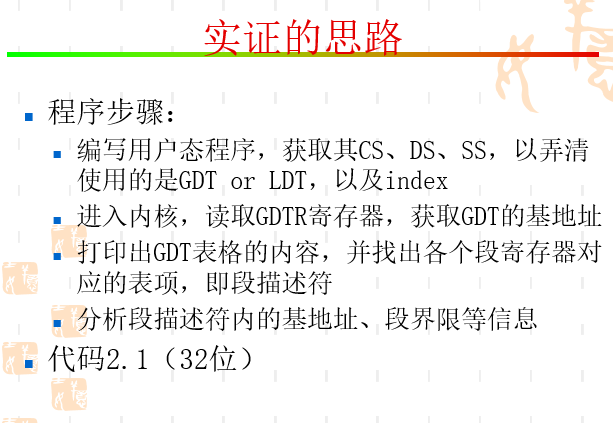 实证的思路
程序步骤：
编写用户态程序，获取其CS、DS、SS，以弄清
使用的是GDT or LDT，以及index
进入内核，读取GDTR寄存器，获取GDT的基地址
打印出GDT表格的内容，并找出各个段寄存器对
应的表项，即段描述符
分析段描述符内的基地址、段界限等信息
代码2.1（32位）